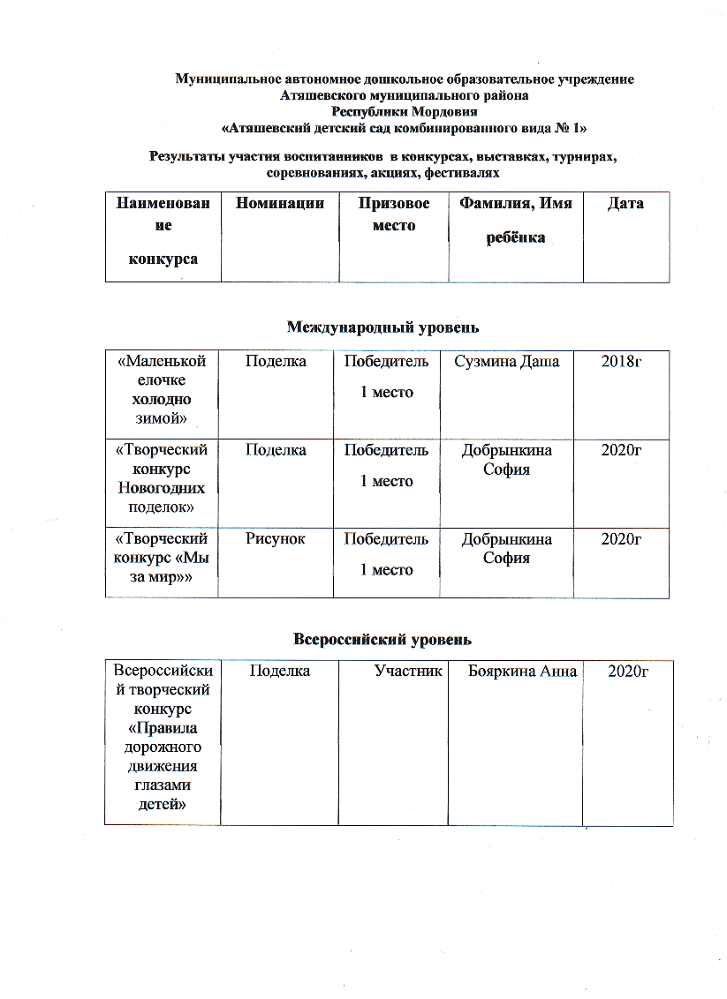 Муниципальное автономное дошкольное образовательное учреждение
Атяшевского муниципального района
Республики Мордовия
«Атяшевский детский сад комбинированного вида № 1»
Результаты участия воспитанников в конкурсах, выставках, турнирах,
соревнованиях, акциях, фестивалях
Наименован
ие
конкурса
Номинации
Призовое
место
Фамилия, Имя
ребёнка
Дата
Международный уровень
«Маленькой
елочке
холодно
зимой»
Поделка
Победитель
1 место
Сузмина Даша
2018г
«Творческий
конкурс
Новогодних
поделок»
Поделка
Победитель
1 место
Добрынкина
София
2020г
«Творческий
конкурс «Мы
за мир»»
Рисунок
Победитель
1 место
Добрынкина
София
2020г
Всероссийский уровень
Всероссийски
й творческий
конкурс
«Правила
дорожного
движения
глазами
детей»
Поделка
Участник
Бояркина Анна
2020г